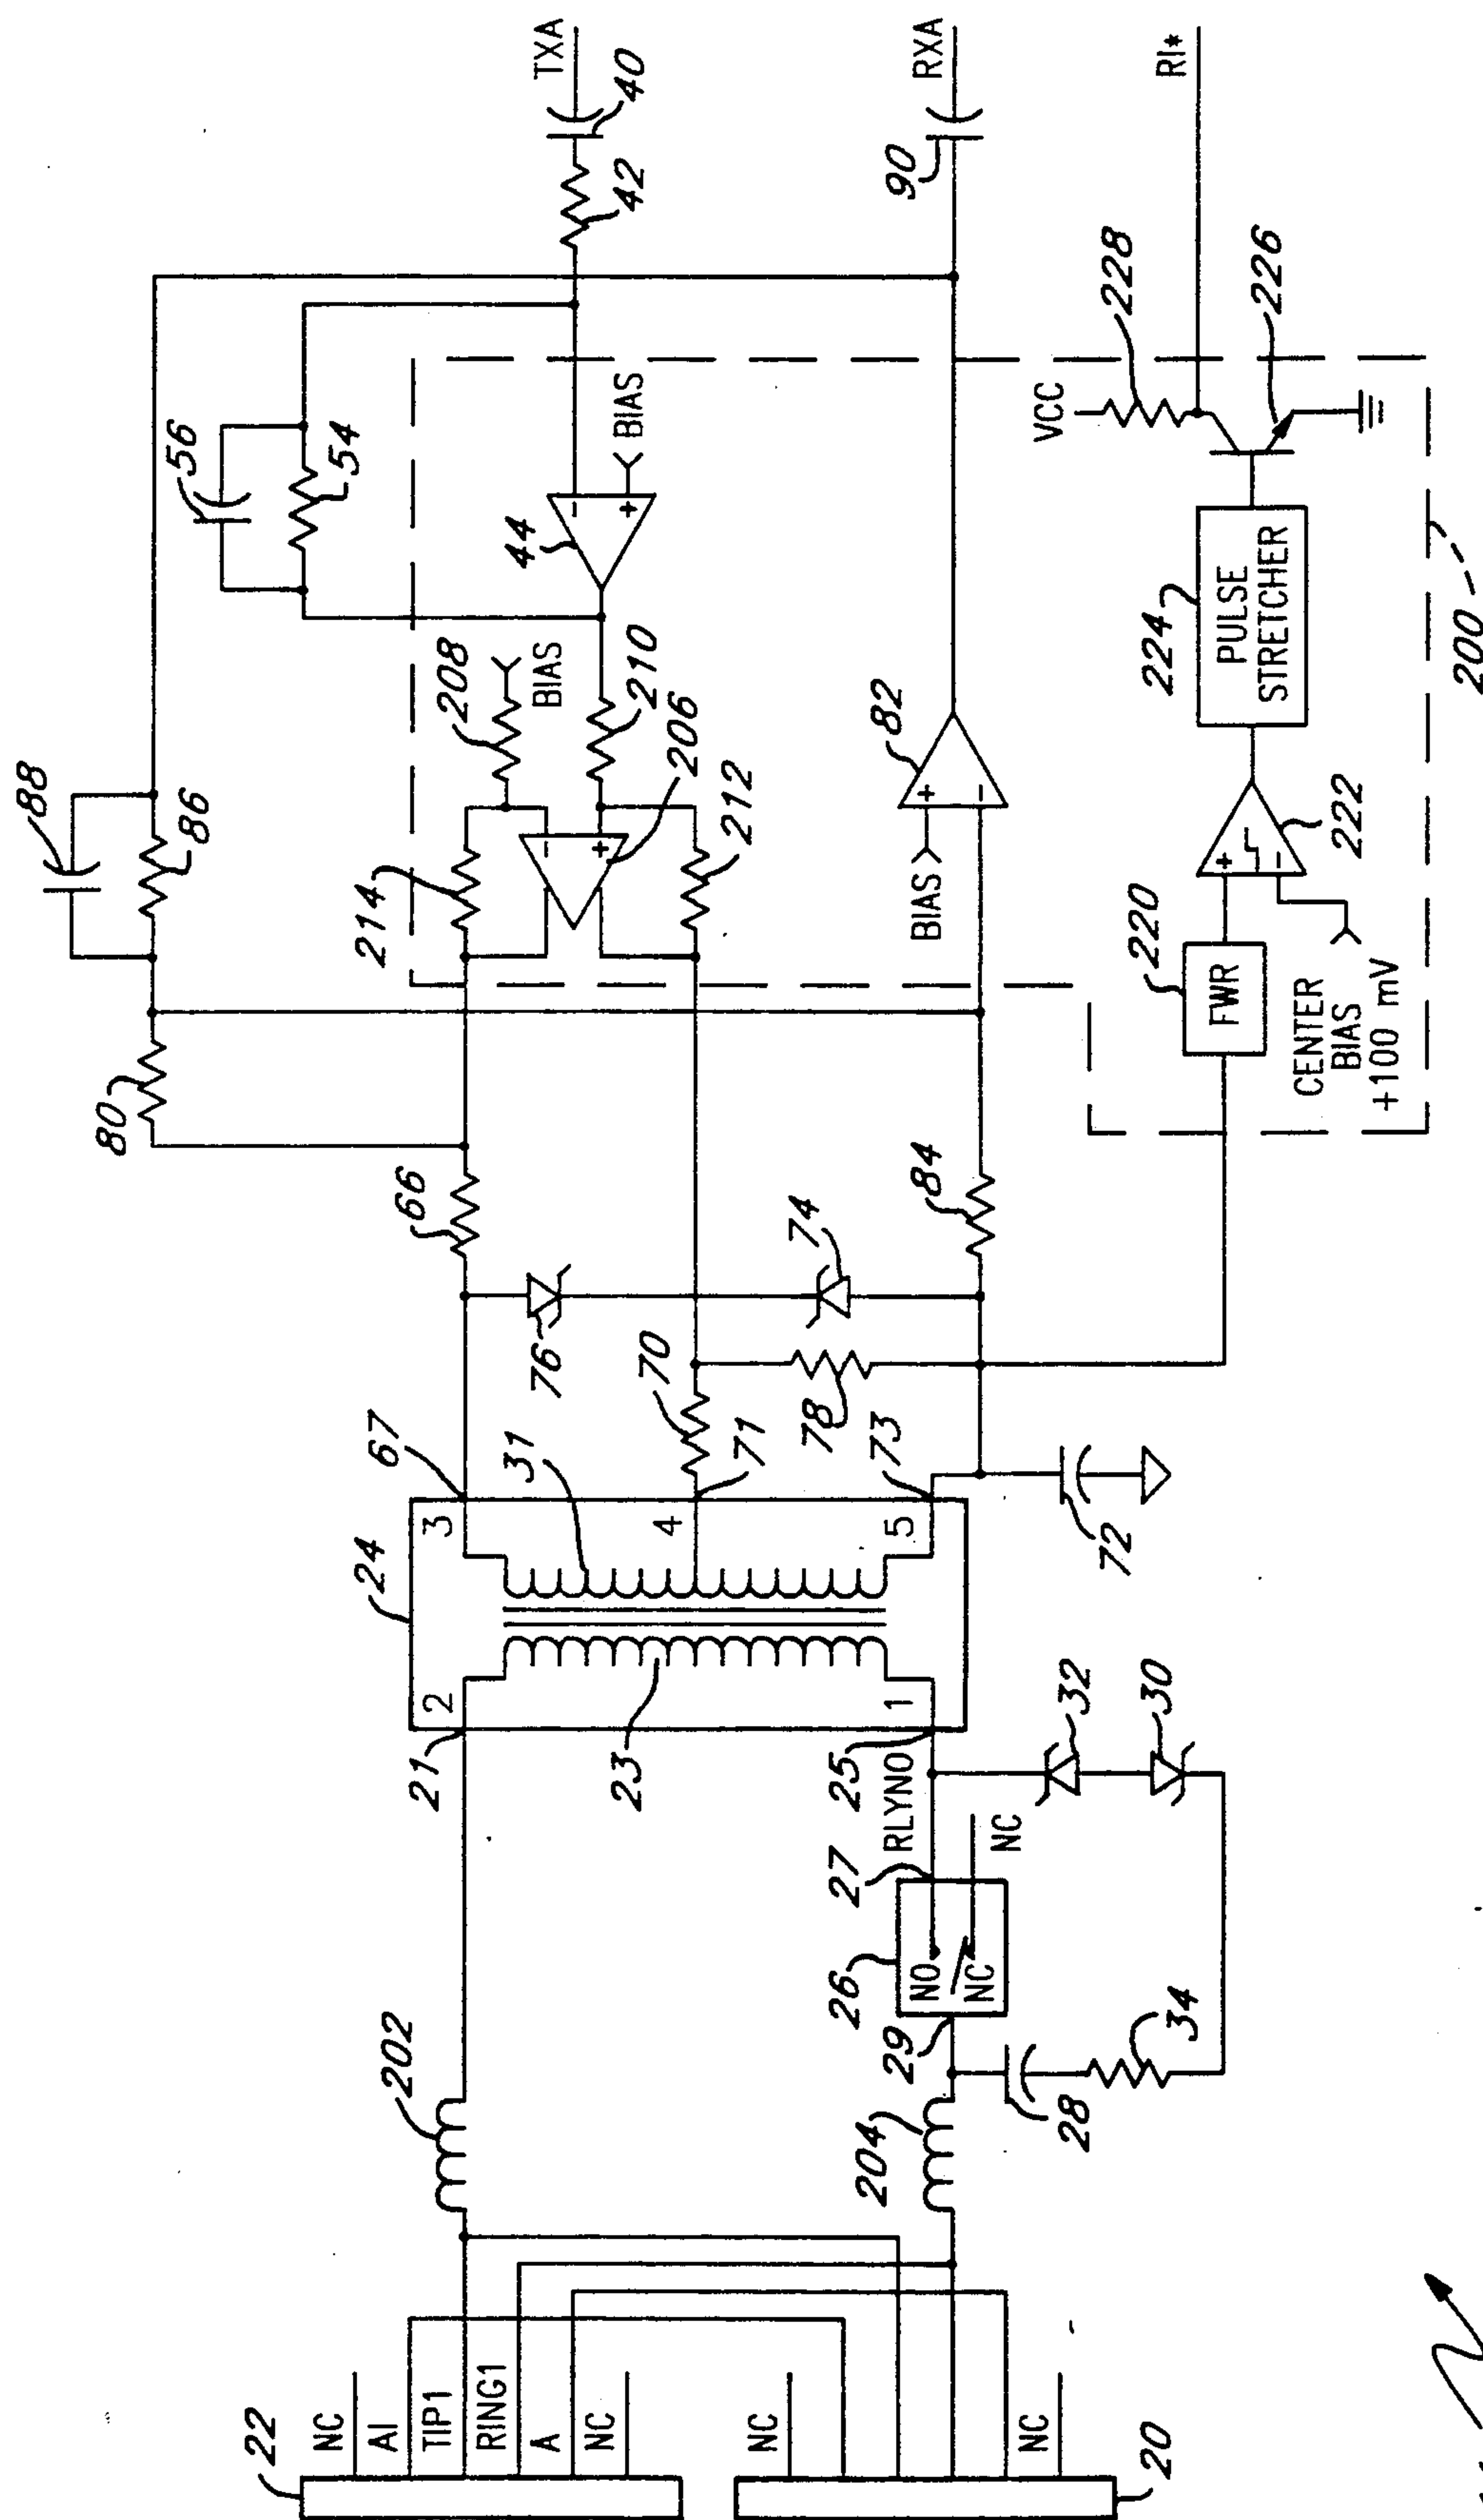 22
NC
AI
TIP1
RING1
A
NC
20
NC
NC
202
204
21
2
24
3
67
23
31
4
71
70
25
1
5
73
RLYNO
27
NC
26
NO
NC
29
28
34
32
30
72
76
74
78
66
84
80
88
86
56
54
214
208
BIAS
210
206
-
+
212
44
-
+
BIAS
42
40
TXA
82
+
-
BIAS
90
RXA
220
FWR
222
+
-
CENTER
BIAS
+100 mV
224
PULSE
STRETCHER
VCC
228
226
RI*
200